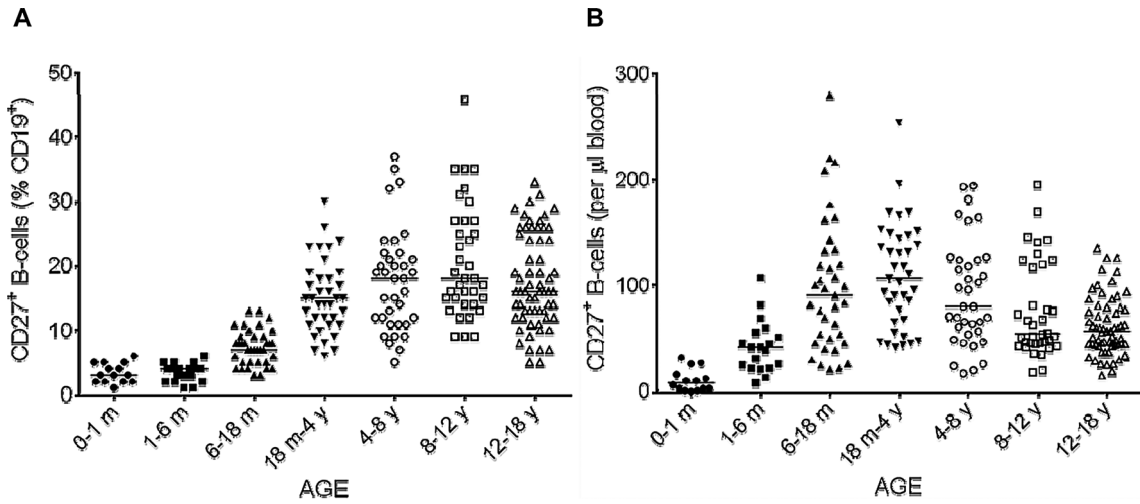 A
CD27+ B-cells (% CD19+)
50
40
30
20
10
0
0-1 m
1-6 m
6-18 m
18 m-4 y
4-8 y
8-12 y
12-18 y
AGE
B
CD27+ B-cells (per µl blood)
300
200
100
0
0-1 m
1-6 m
6-18 m
18 m-4 y
4-8 y
8-12 y
12-18 y
AGE